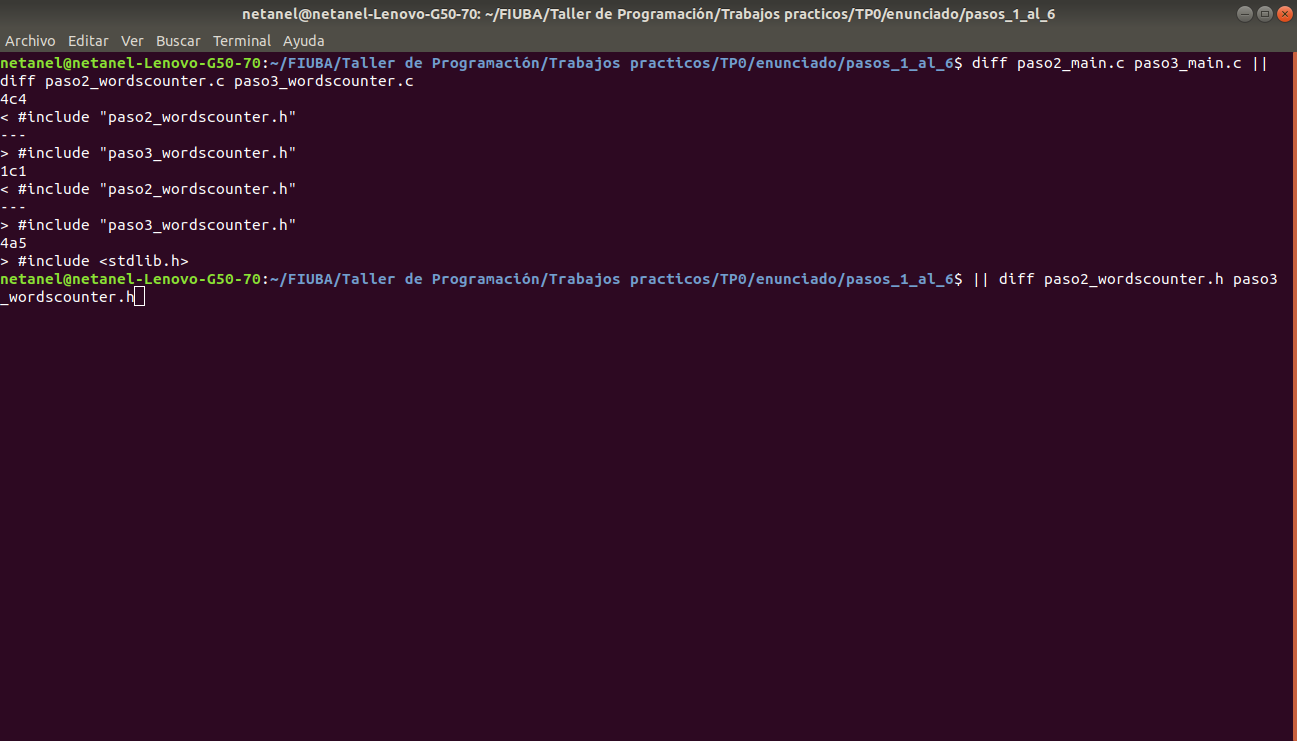 netanel@netanel-Lenovo-G50-70: ~/FIUBA/Taller de Programación/Trabajos practicos/TP0/enunciado/pasos_1_al_6
Archivo Editar Ver Buscar Terminal Ayuda
netanel@netanel-Lenovo-G50-70:~/FIUBA/Taller de Programación/Trabajos practicos/TP0/enunciado/pasos_1_al_6$ diff paso2_main.c paso3_main.c ||
diff paso2_wordscounter.c paso3_wordscounter.c
4c4
< #include "paso2_wordscounter.h"
---
> #include "paso3_wordscounter.h"
1c1
< #include "paso2_wordscounter.h"
---
> #include "paso3_wordscounter.h"
4a5
> #include <stdlib.h>
netanel@netanel-Lenovo-G50-70:~/FIUBA/Taller de Programación/Trabajos practicos/TP0/enunciado/pasos_1_al_6$ || diff paso2_wordscounter.h paso3
_wordscounter.h